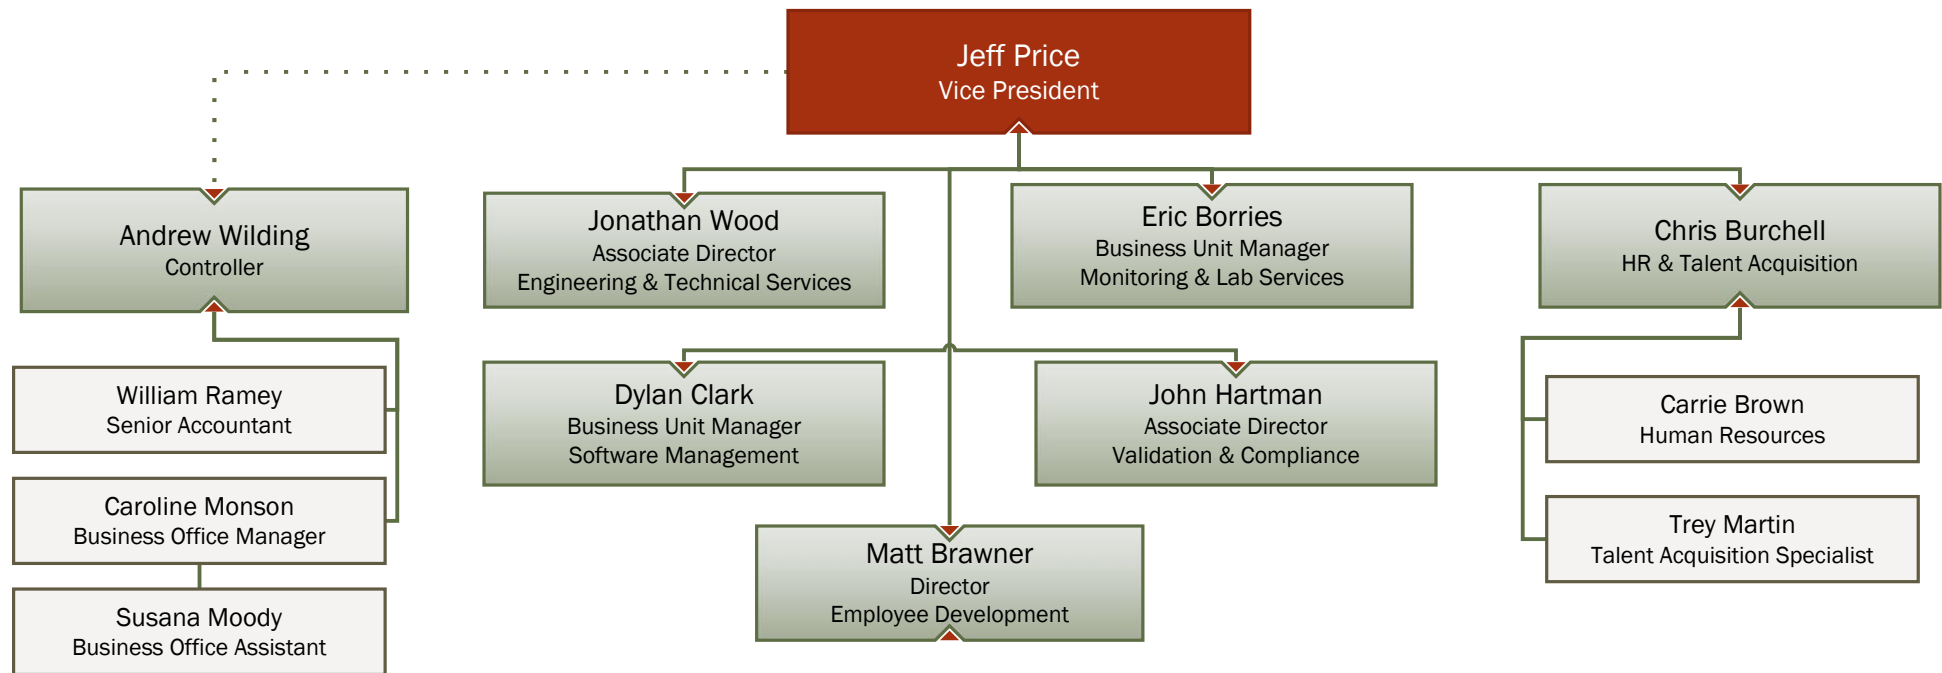 Jeff Price
Vice President
Andrew Wilding
Controller
Jonathan Wood
Associate Director
Engineering & Technical Services
Eric Borries
Business Unit Manager
Monitoring & Lab Services
Chris Burchell
HR & Talent Acquisition
William Ramey
Senior Accountant
Caroline Monson
Business Office Manager
Susana Moody
Business Office Assistant
Dylan Clark
Business Unit Manager
Software Management
John Hartman
Associate Director
Validation & Compliance
Matt Brawner
Director
Employee Development
Carrie Brown
Human Resources
Trey Martin
Talent Acquisition Specialist